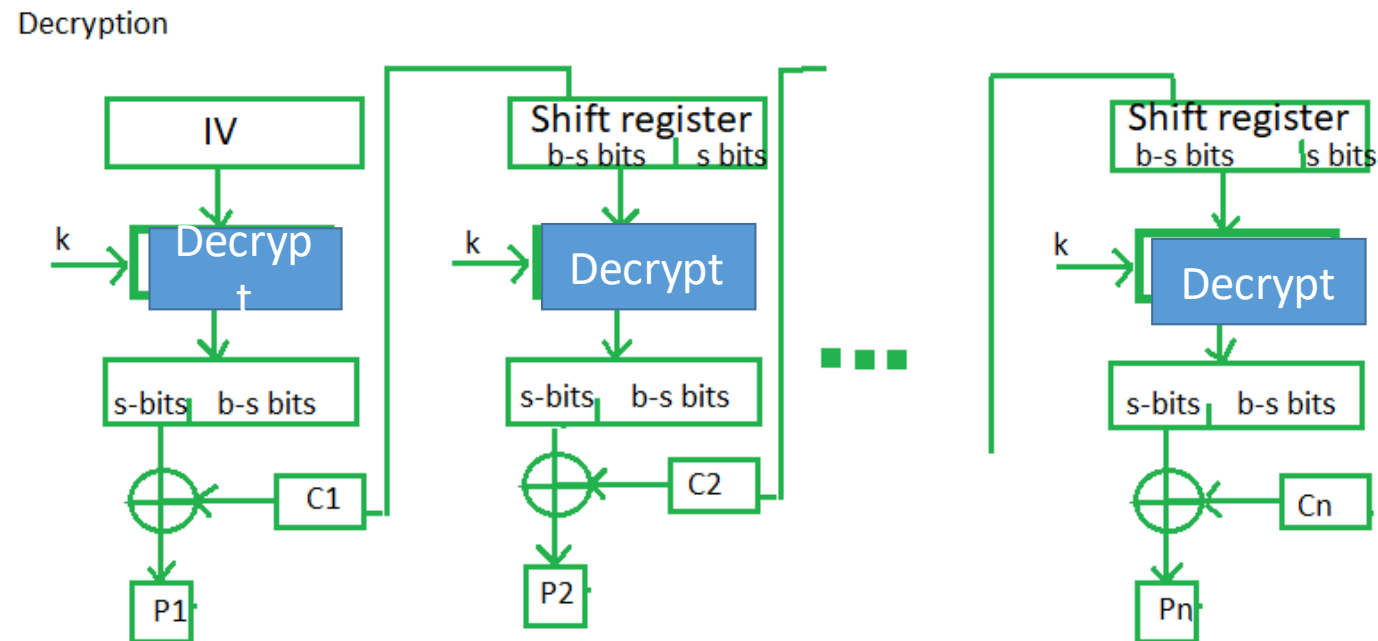 Decryption
IV
k
Decryp
t
s-bits b-s bits
C1
P1
Shift register
b-s bits s bits
k
Decrypt
s-bits b-s bits
C2
P2
Shift register
b-s bits s bits
k
Decrypt
s-bits b-s bits
Cn
Pn